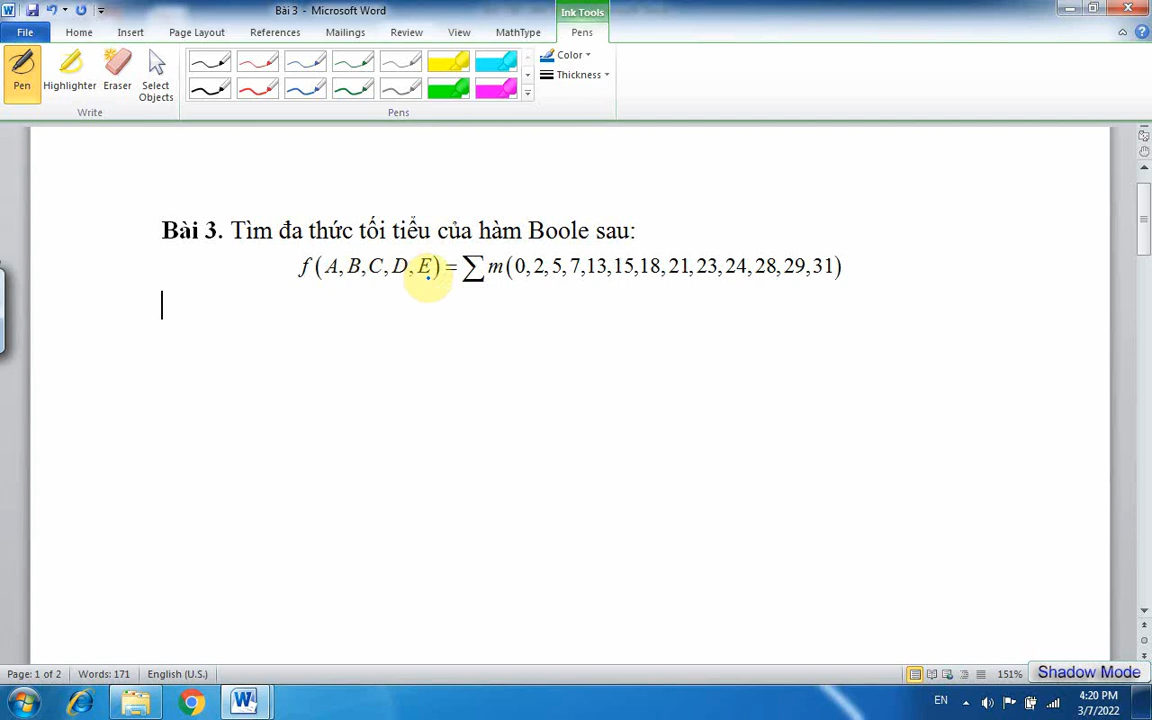 Bài 3 - Microsoft Word
Ink Tools
File Home Insert Page Layout References Mailings Review View MathType Pens
Pen Highlighter Eraser Select Objects
Color
Thickness
Write Pens
Bài 3. Tìm đa thức tối tiểu của hàm Boole sau:
f(A, B, C, D, E) = ∑ m(0, 2, 5, 7, 13, 15, 18, 21, 23, 24, 28, 29, 31)
Page: 1 of 2 Words: 171 English (U.S.) 151% Shadow Mode
EN 4:20 PM
3/7/2022